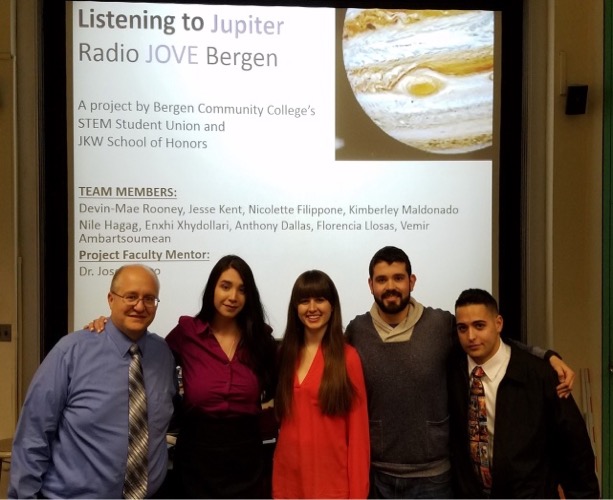 Listening to Jupiter
Radio JOVE Bergen
A project by Bergen Community College's
STEM Student Union and
JKW School of Honors
TEAM MEMBERS:
Devin-Mae Rooney, Jesse Kent, Nicolette Filippone, Kimberley Maldonado
Nile Hagag, Enxhi Xhydollari, Anthony Dallas, Florencia Llosas, Vemir
Ambartsoumean
Project Faculty Mentor:
Dr.